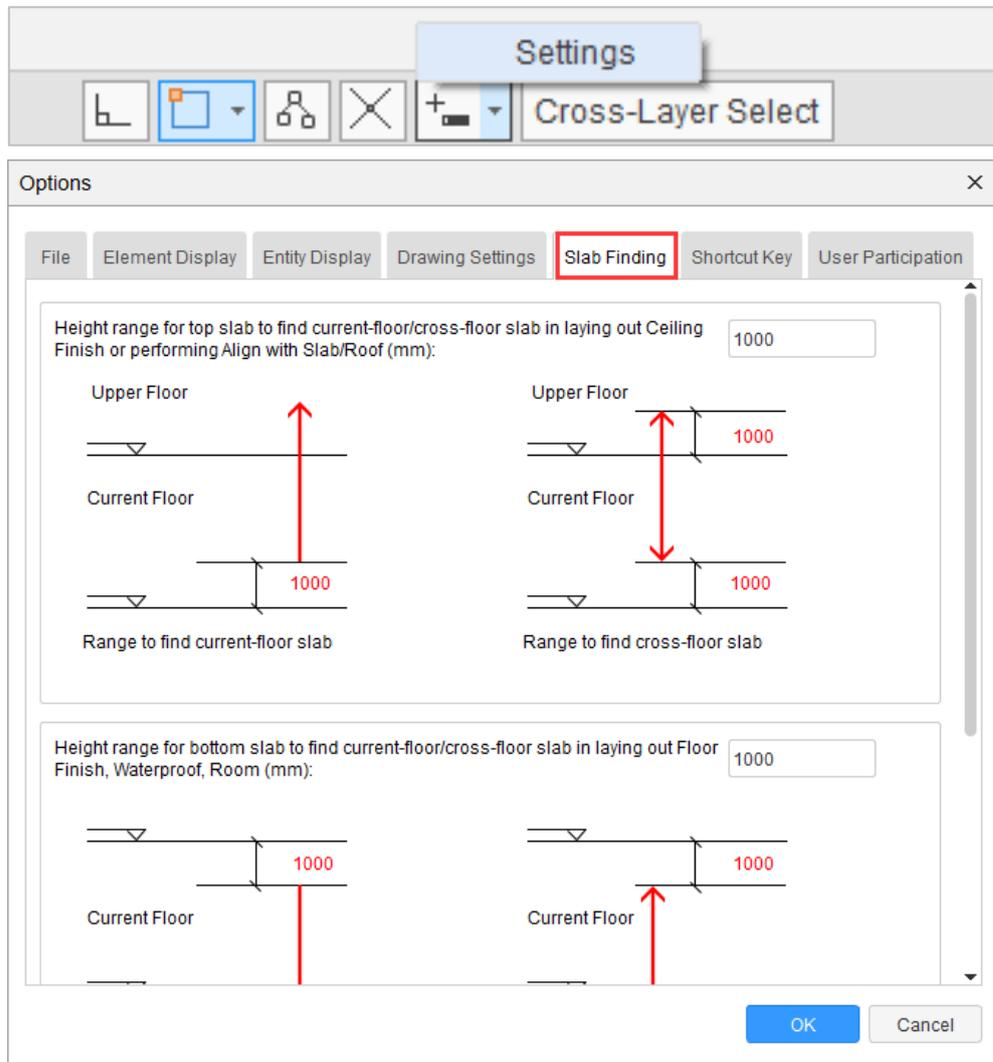 Settings
Cross-Layer Select
Options
File
Element Display
Entity Display
Drawing Settings
Slab Finding
Shortcut Key
User Participation
Height range for top slab to find current-floor/cross-floor slab in laying out Ceiling
Finish or performing Align with Slab/Roof (mm):
1000
Upper Floor
Upper Floor
1000
Current Floor
Current Floor
1000
1000
Range to find current-floor slab
Range to find cross-floor slab
Height range for bottom slab to find current-floor/cross-floor slab in laying out Floor
Finish, Waterproof, Room (mm):
1000
1000
1000
Current Floor
Current Floor
OK
Cancel